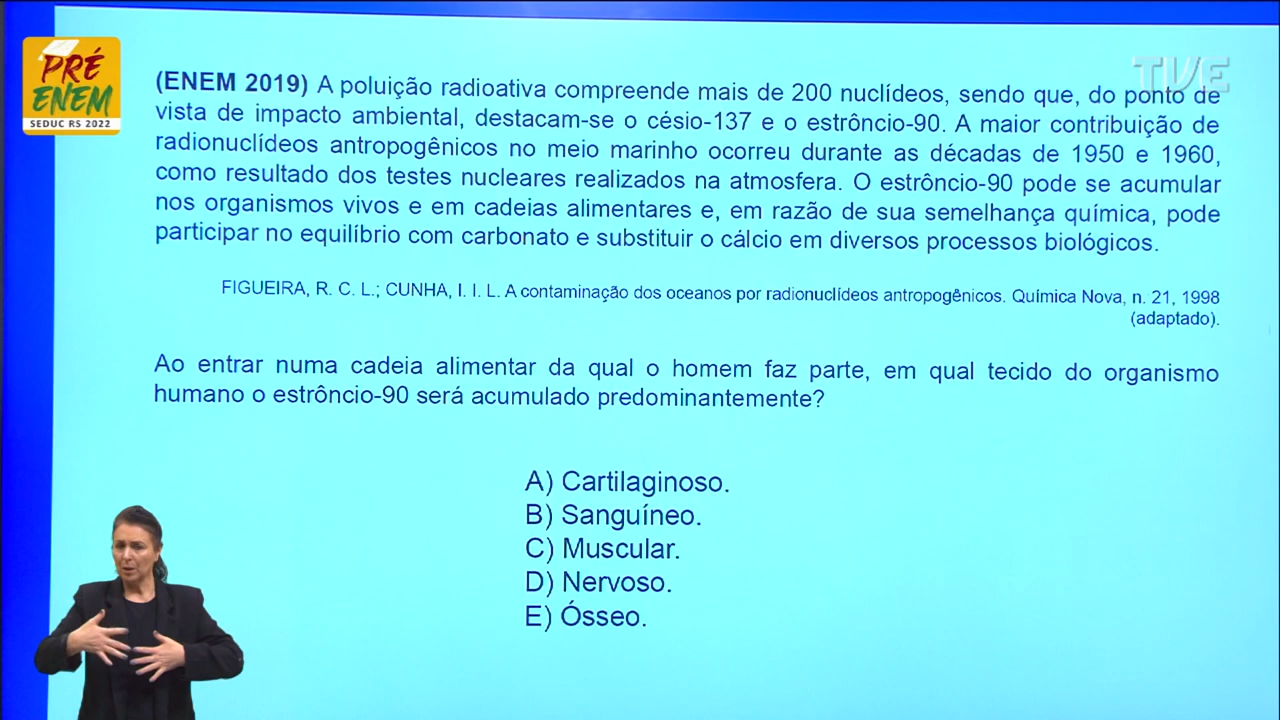 PRÉ
ENEM
SEDUC RS 2022
TVE
(ENEM 2019) A poluição radioativa compreende mais de 200 nuclídeos, sendo que, do ponto de
vista de impacto ambiental, destacam-se o césio-137 e o estrôncio-90. A maior contribuição de
radionuclídeos antropogênicos no meio marinho ocorreu durante as décadas de 1950 e 1960,
como resultado dos testes nucleares realizados na atmosfera. O estrôncio-90 pode se acumular
nos organismos vivos e em cadeias alimentares e, em razão de sua semelhança química, pode
participar no equilíbrio com carbonato e substituir o cálcio em diversos processos biológicos.
FIGUEIRA, R. C. L.; CUNHA, I. I. L. A contaminação dos oceanos por radionuclídeos antropogênicos. Química Nova, n. 21, 1998
(adaptado).
Ao entrar numa cadeia alimentar da qual o homem faz parte, em qual tecido do organismo
humano o estrôncio-90 será acumulado predominantemente?
A) Cartilaginoso.
B) Sanguíneo.
C) Muscular.
D) Nervoso.
E) Ósseo.